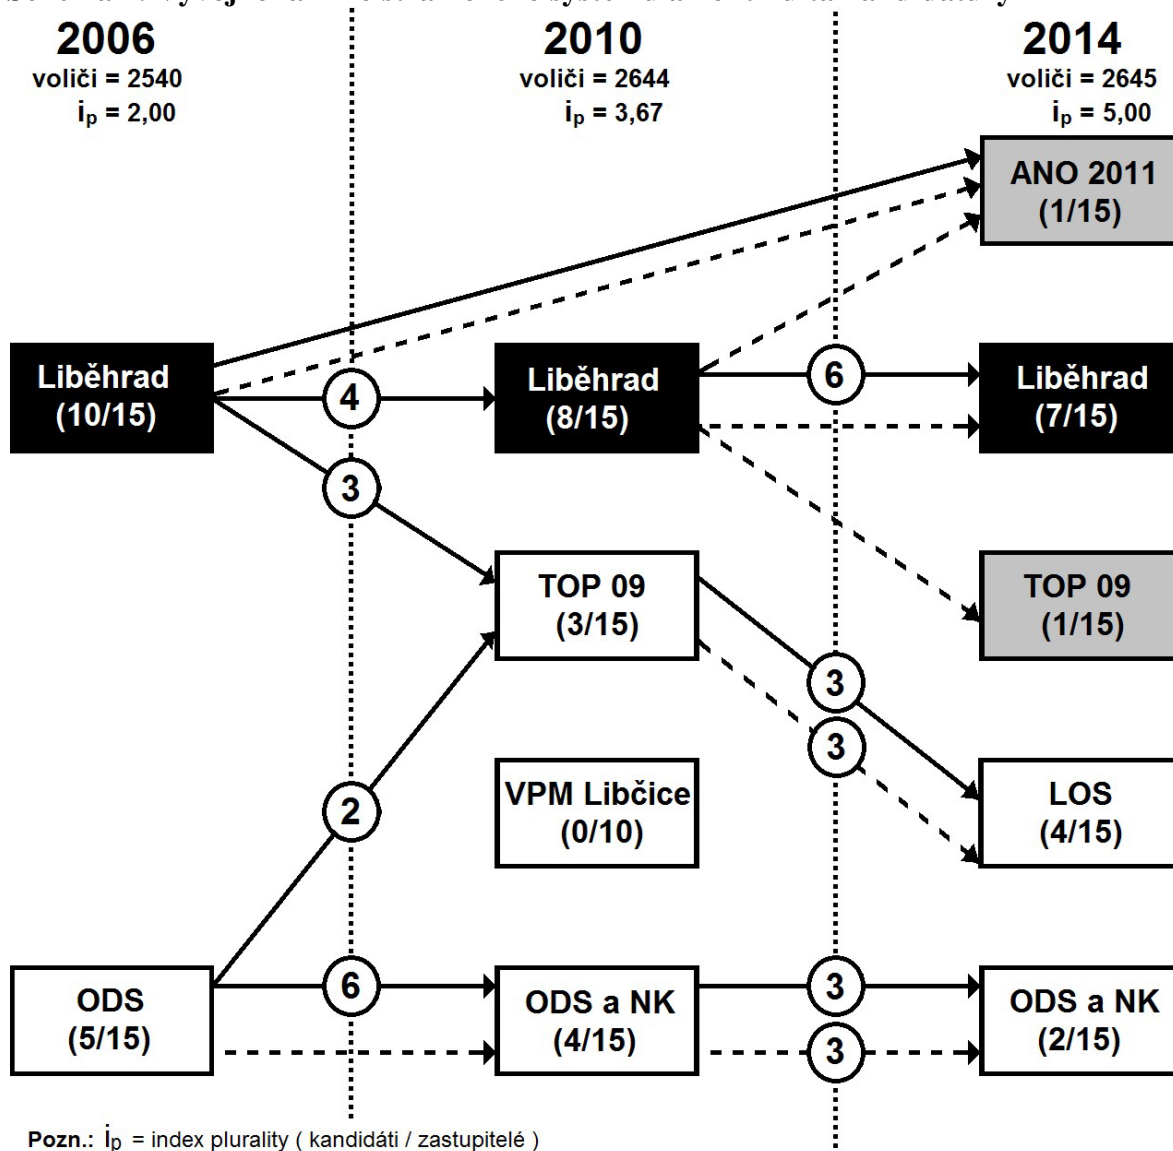 2006
voliči = 2540
ip = 2,00
2010
voliči = 2644
ip = 3,67
2014
voliči = 2645
ip = 5,00
ANO 2011
(1/15)
Liběhrad
(10/15)
4
Liběhrad
(8/15)
6
Liběhrad
(7/15)
3
TOP 09
(3/15)
TOP 09
(1/15)
3
3
2
VPM Libčice
(0/10)
LOS
(4/15)
ODS
(5/15)
6
ODS a NK
(4/15)
3
3
ODS a NK
(2/15)
Pozn.: ip = index plurality ( kandidáti / zastupitelé )